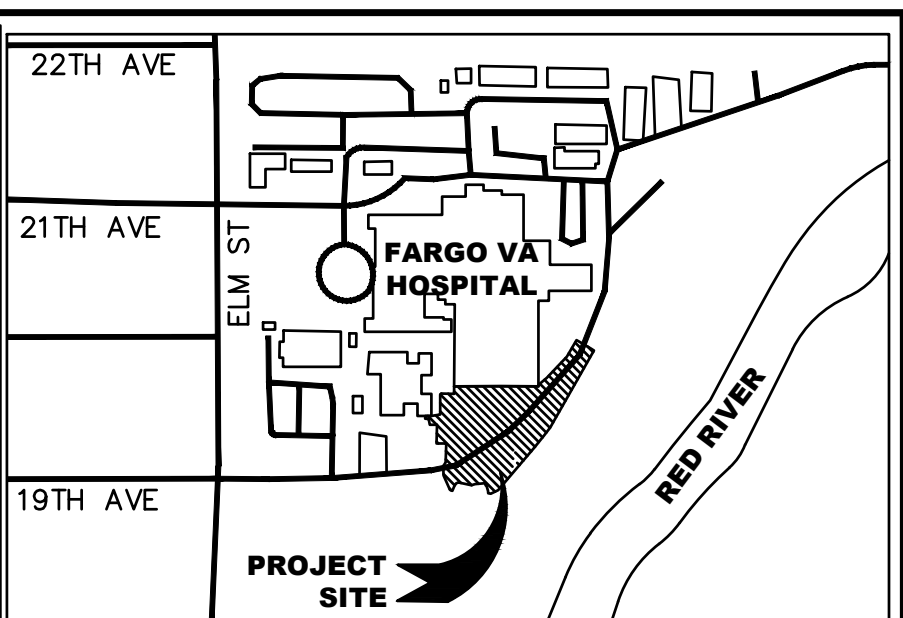 22TH AVE
21TH AVE
ELM ST
FARGO VA
HOSPITAL
RED RIVER
19TH AVE
PROJECT
SITE